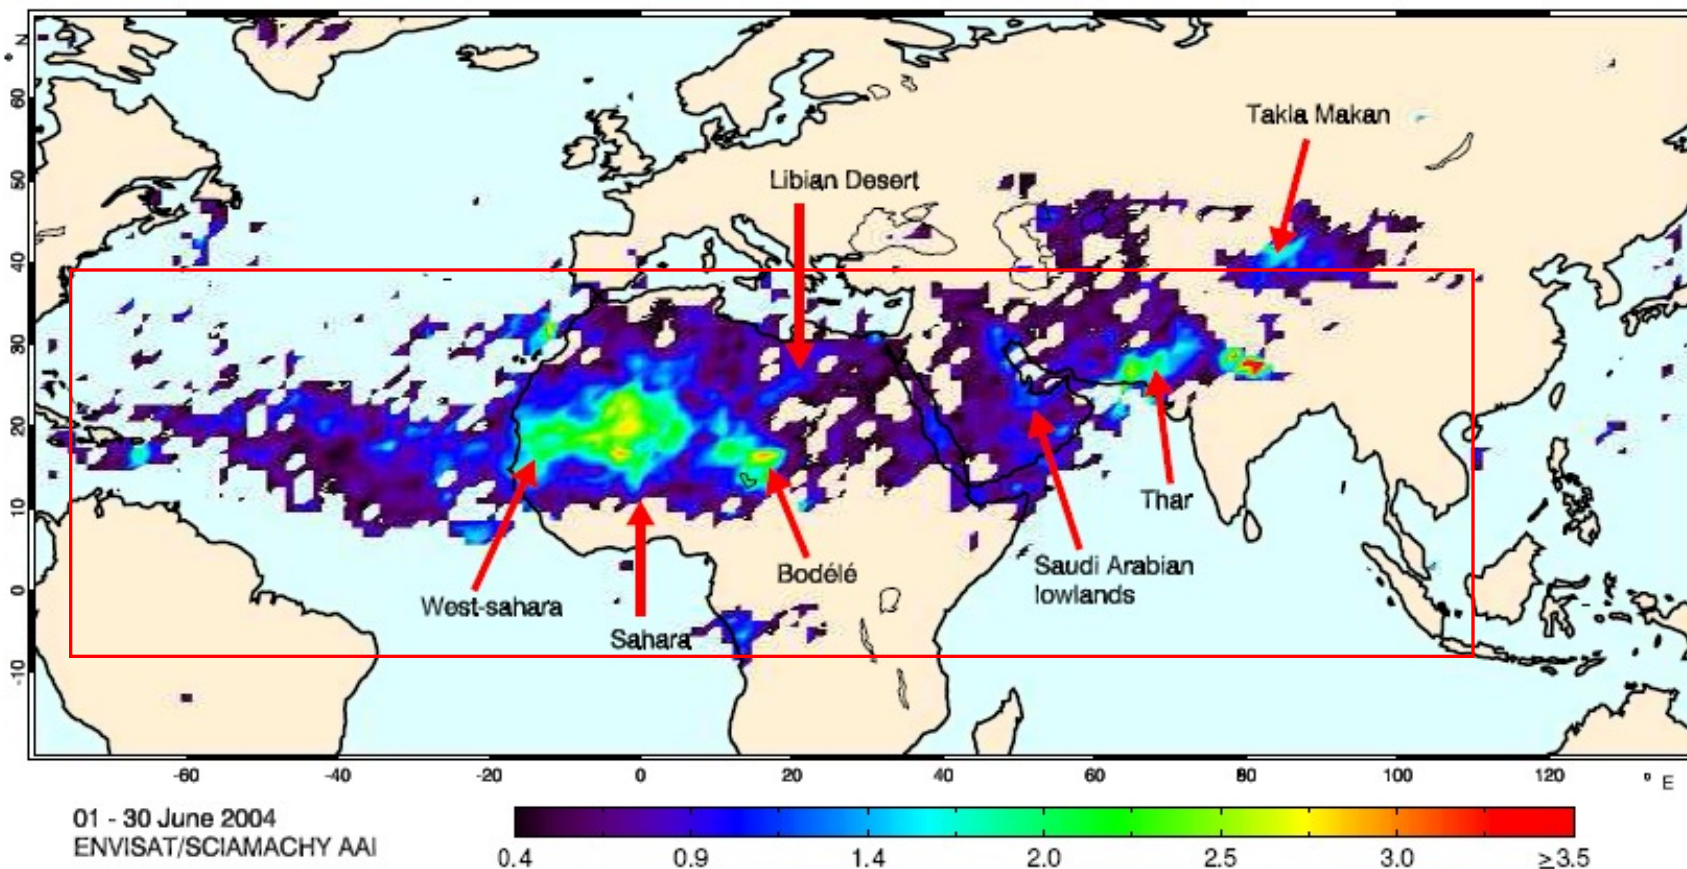 ° N
60
50
40
30
20
10
0
-10
Takla Makan
Libian Desert
Thar
Saudi Arabian
lowlands
Bodélé
West-sahara
Sahara
-60 -40 -20 0 20 40 60 80 100 120 ° E
01 - 30 June 2004
ENVISAT/SCIAMACHY AAI
0.4 0.9 1.4 2.0 2.5 3.0 ≥3.5